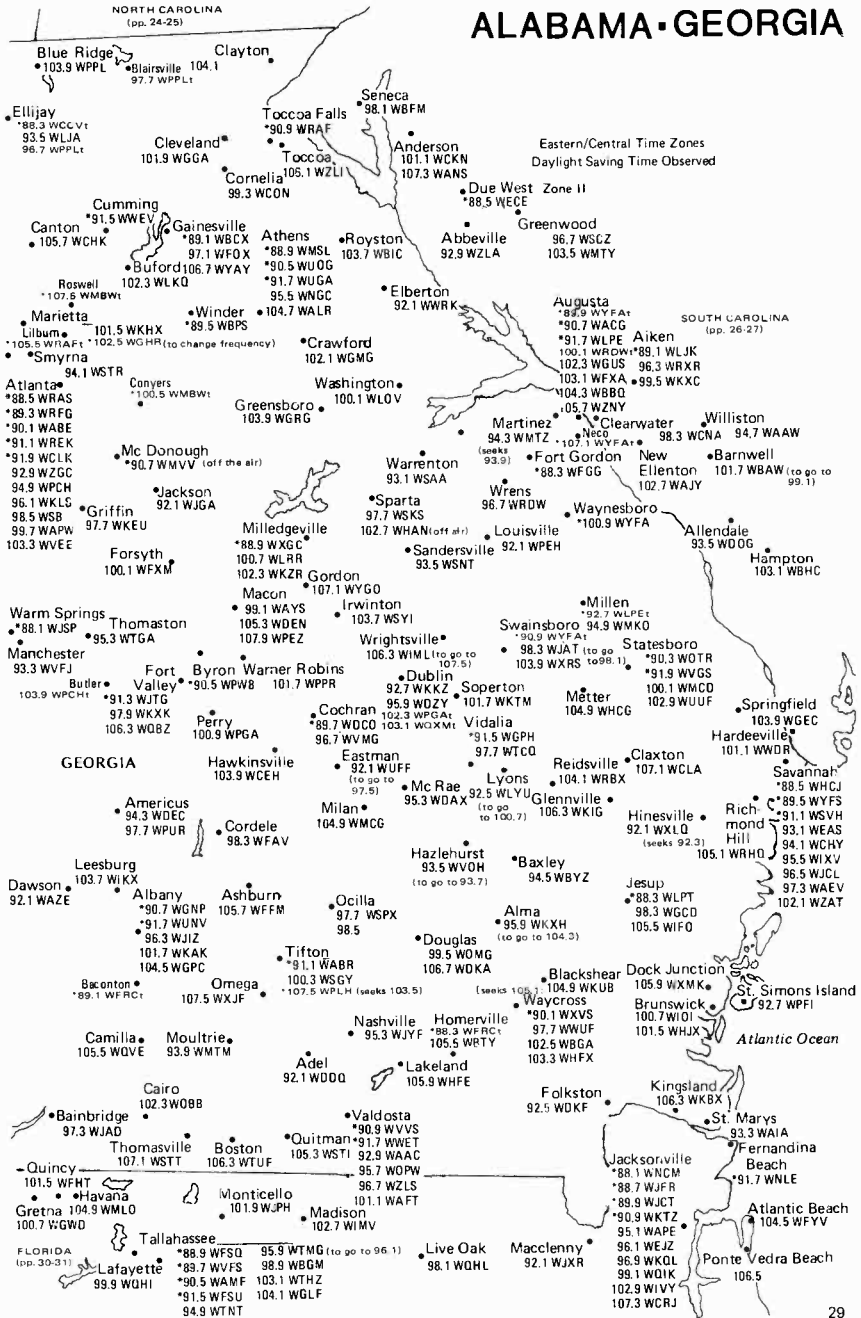 NORTH CAROLINA
(pp. 24-25)
ALABAMA▪GEORGIA
Blue Ridge
103.9 WPPL
Blairsville
97.7 WPPLt
Clayton
104.1
Ellijay
*88.3 WCCVt
93.5 WLJA
96.7 WPPLt
Cleveland
101.9 WGGA
Toccoa Falls
*90.9 WRAF
Toccoa
105.1 WZLI
Cornelia
99.3 WCON
Seneca
98.1 WBFM
Anderson
101.1 WCKN
107.3 WANS
Eastern/Central Time Zones
Daylight Saving Time Observed
Due West
*88.5 WECE
Zone II
Greenwood
96.7 WSCZ
103.5 WMTY
Abbeville
92.9 WZLA
Cumming
*91.5 WWEV
Canton
105.7 WCHK
Gainesville
*89.1 WBCX
97.1 WFOX
106.7 WYAY
Buford
102.3 WLKQ
Athens
*88.9 WMSL
*90.5 WUOG
*91.7 WUGA
95.5 WNGC
104.7 WALR
Royston
103.7 WBIC
Elberton
92.1 WWRK
Roswell
*107.5 WMBWt
Marietta
101.5 WKHX
Lilburn
*105.5 WRAFt
*102.5 WGHR (to change frequency)
Winder
*89.5 WBPS
Smyrna
94.1 WSTR
Crawford
102.1 WGMG
Augusta
*89.9 WYFAt
*90.7 WACG
*91.7 WLPE
100.1 WRDWt
102.3 WGUS
103.1 WFXA
104.3 WBBQ
105.7 WZNY
SOUTH CAROLINA
(pp. 26-27)
Aiken
*89.1 WLJK
96.3 WRXR
99.5 WKXC
Atlanta
*88.5 WRAS
*89.3 WRFG
*90.1 WABE
*91.1 WREK
*91.9 WCLK
92.9 WZGC
94.9 WPCH
96.1 WKLS
98.5 WSB
99.7 WAPW
103.3 WVEE
Conyers
*100.5 WMBWt
Greensboro
103.9 WGRG
Washington
100.1 WLOV
Martinez
94.3 WMTZ
(seeks
93.9)
Clearwater
98.3 WCNA
Neco
*107.1 WYFAt
Williston
94.7 WAAW
Mc Donough
*90.7 WMVV (off the air)
Warrenton
93.1 WSAA
Fort Gordon
*88.3 WFGG
New
Ellenton
102.7 WAJY
Barnwell
101.7 WBAW (to go to
99.1)
Jackson
92.1 WJGA
Griffin
97.7 WKEU
Sparta
97.7 WSKS
102.7 WHAN (off air)
Wrens
96.7 WRDW
Waynesboro
*100.9 WYFA
Allendale
93.5 WDOG
Hampton
103.1 WBHC
Forsyth
100.1 WFXM
Milledgeville
*88.9 WXGC
100.7 WLRR
102.3 WKZR
Sandersville
93.5 WSNT
Louisville
92.1 WPEH
Gordon
107.1 WYGO
Macon
99.1 WAYS
105.3 WDEN
107.9 WPEZ
Irwinton
103.7 WSYI
Millen
*92.7 WLPEt
94.9 WMKO
Warm Springs
*88.1 WJSP
Thomaston
95.3 WTGA
Manchester
93.3 WVFJ
Wrightsville
106.3 WIML (to go to
107.5)
Swainsboro
*90.9 WYFAt
98.3 WJAT (to go
to 98.1)
103.9 WXRS
Statesboro
*90.3 WOTR
*91.9 WVGS
100.1 WMCD
102.9 WUUF
Butler
103.9 WPCHt
Fort
Valley
*91.3 WJTG
97.9 WKXK
106.3 WQBZ
Byron
*90.5 WPWB
Warner Robins
101.7 WPPR
Dublin
92.7 WKKZ
95.9 WDZY
102.3 WPGAt
103.1 WQXMt
Soperton
101.7 WKTM
Metter
104.9 WHCG
Springfield
103.9 WGEC
Perry
100.9 WPGA
Cochran
*89.7 WDCO
96.7 WVMG
Vidalia
*91.5 WGPH
97.7 WTCQ
Hardeeville
101.1 WWDR
GEORGIA
Hawkinsville
103.9 WCEH
Eastman
92.1 WUFF
(to go to
97.5)
Mc Rae
95.3 WDAX
Lyons
92.5 WLYU
(to go
to 100.7)
Reidsville
104.1 WRBX
Claxton
107.1 WCLA
Glennville
106.3 WKIG
Savannah
*88.5 WHCJ
*89.5 WYFS
*91.1 WSVH
93.1 WEAS
94.1 WCHY
95.5 WIXV
96.5 WJCL
97.3 WAEV
102.1 WZAT
Americus
94.3 WDEC
97.7 WPUR
Cordele
98.3 WFAV
Milan
104.9 WMCG
Hinesville
92.1 WXLQ
(seeks 92.3)
Rich-
mond
Hill
105.1 WRHQ
Hazlehurst
93.5 WVOH
(to go to 93.7)
Baxley
94.5 WBYZ
Leesburg
103.7 WIKX
Dawson
92.1 WAZE
Albany
*90.7 WGNP
*91.7 WUNV
96.3 WJIZ
101.7 WKAK
104.5 WGPC
Ashburn
105.7 WFFM
Ocilla
97.7 WSPX
98.5
Alma
95.9 WKXH
(to go to 104.3)
Jesup
*88.3 WLPT
98.3 WGCD
105.5 WIFO
Douglas
99.5 WOMG
106.7 WDKA
Tifton
*91.1 WABR
100.3 WSGY
*107.5 WPLH (seeks 103.5)
Baconton
*89.1 WFRCt
Omega
107.5 WXJF
Blackshear
(seeks 105.1) 104.9 WKUB
Dock Junction
105.9 WXMK
Brunswick
100.7 WIOI
101.5 WHJX
St. Simons Island
92.7 WPFI
Atlantic Ocean
Waycross
*90.1 WXVS
97.7 WWUF
102.5 WBGA
103.3 WHFX
Homerville
*88.3 WFRCt
105.5 WBTY
Nashville
95.3 WJYF
Camilla
105.5 WQVE
Moultrie
93.9 WMTM
Adel
92.1 WDDQ
Lakeland
105.9 WHFE
Cairo
102.3 WOBB
Folkston
92.5 WDKF
Kingsland
106.3 WKBX
St. Marys
93.3 WAIA
Bainbridge
97.3 WJAD
Thomasville
107.1 WSTT
Boston
106.3 WTUF
Quitman
105.3 WSTI
Valdosta
*90.9 WVVS
*91.7 WWET
92.9 WAAC
95.7 WOPW
96.7 WZLS
101.1 WAFT
Fernandina
Beach
*91.7 WNLE
Jacksonville
*88.1 WNCM
*88.7 WJFR
*89.9 WJCT
*90.9 WKTZ
95.1 WAPE
96.1 WEJZ
96.9 WKQL
99.1 WQIK
102.9 WIVY
107.3 WCRJ
Quincy
101.5 WFHT
Havana
104.9 WMLO
Gretna
100.7 WGWD
Monticello
101.9 WJPH
Madison
102.7 WIMV
Atlantic Beach
104.5 WFYV
Ponte Vedra Beach
106.5
FLORIDA
(pp. 30-31)
Tallahassee
*88.9 WFSQ
*89.7 WVFS
*90.5 WAMF
*91.5 WFSU
94.9 WTNT
95.9 WTMG (to go to 96.1)
98.9 WBGM
103.1 WTHZ
104.1 WGLF
Lafayette
99.9 WQHI
Live Oak
98.1 WQHL
Macclenny
92.1 WJXR
29